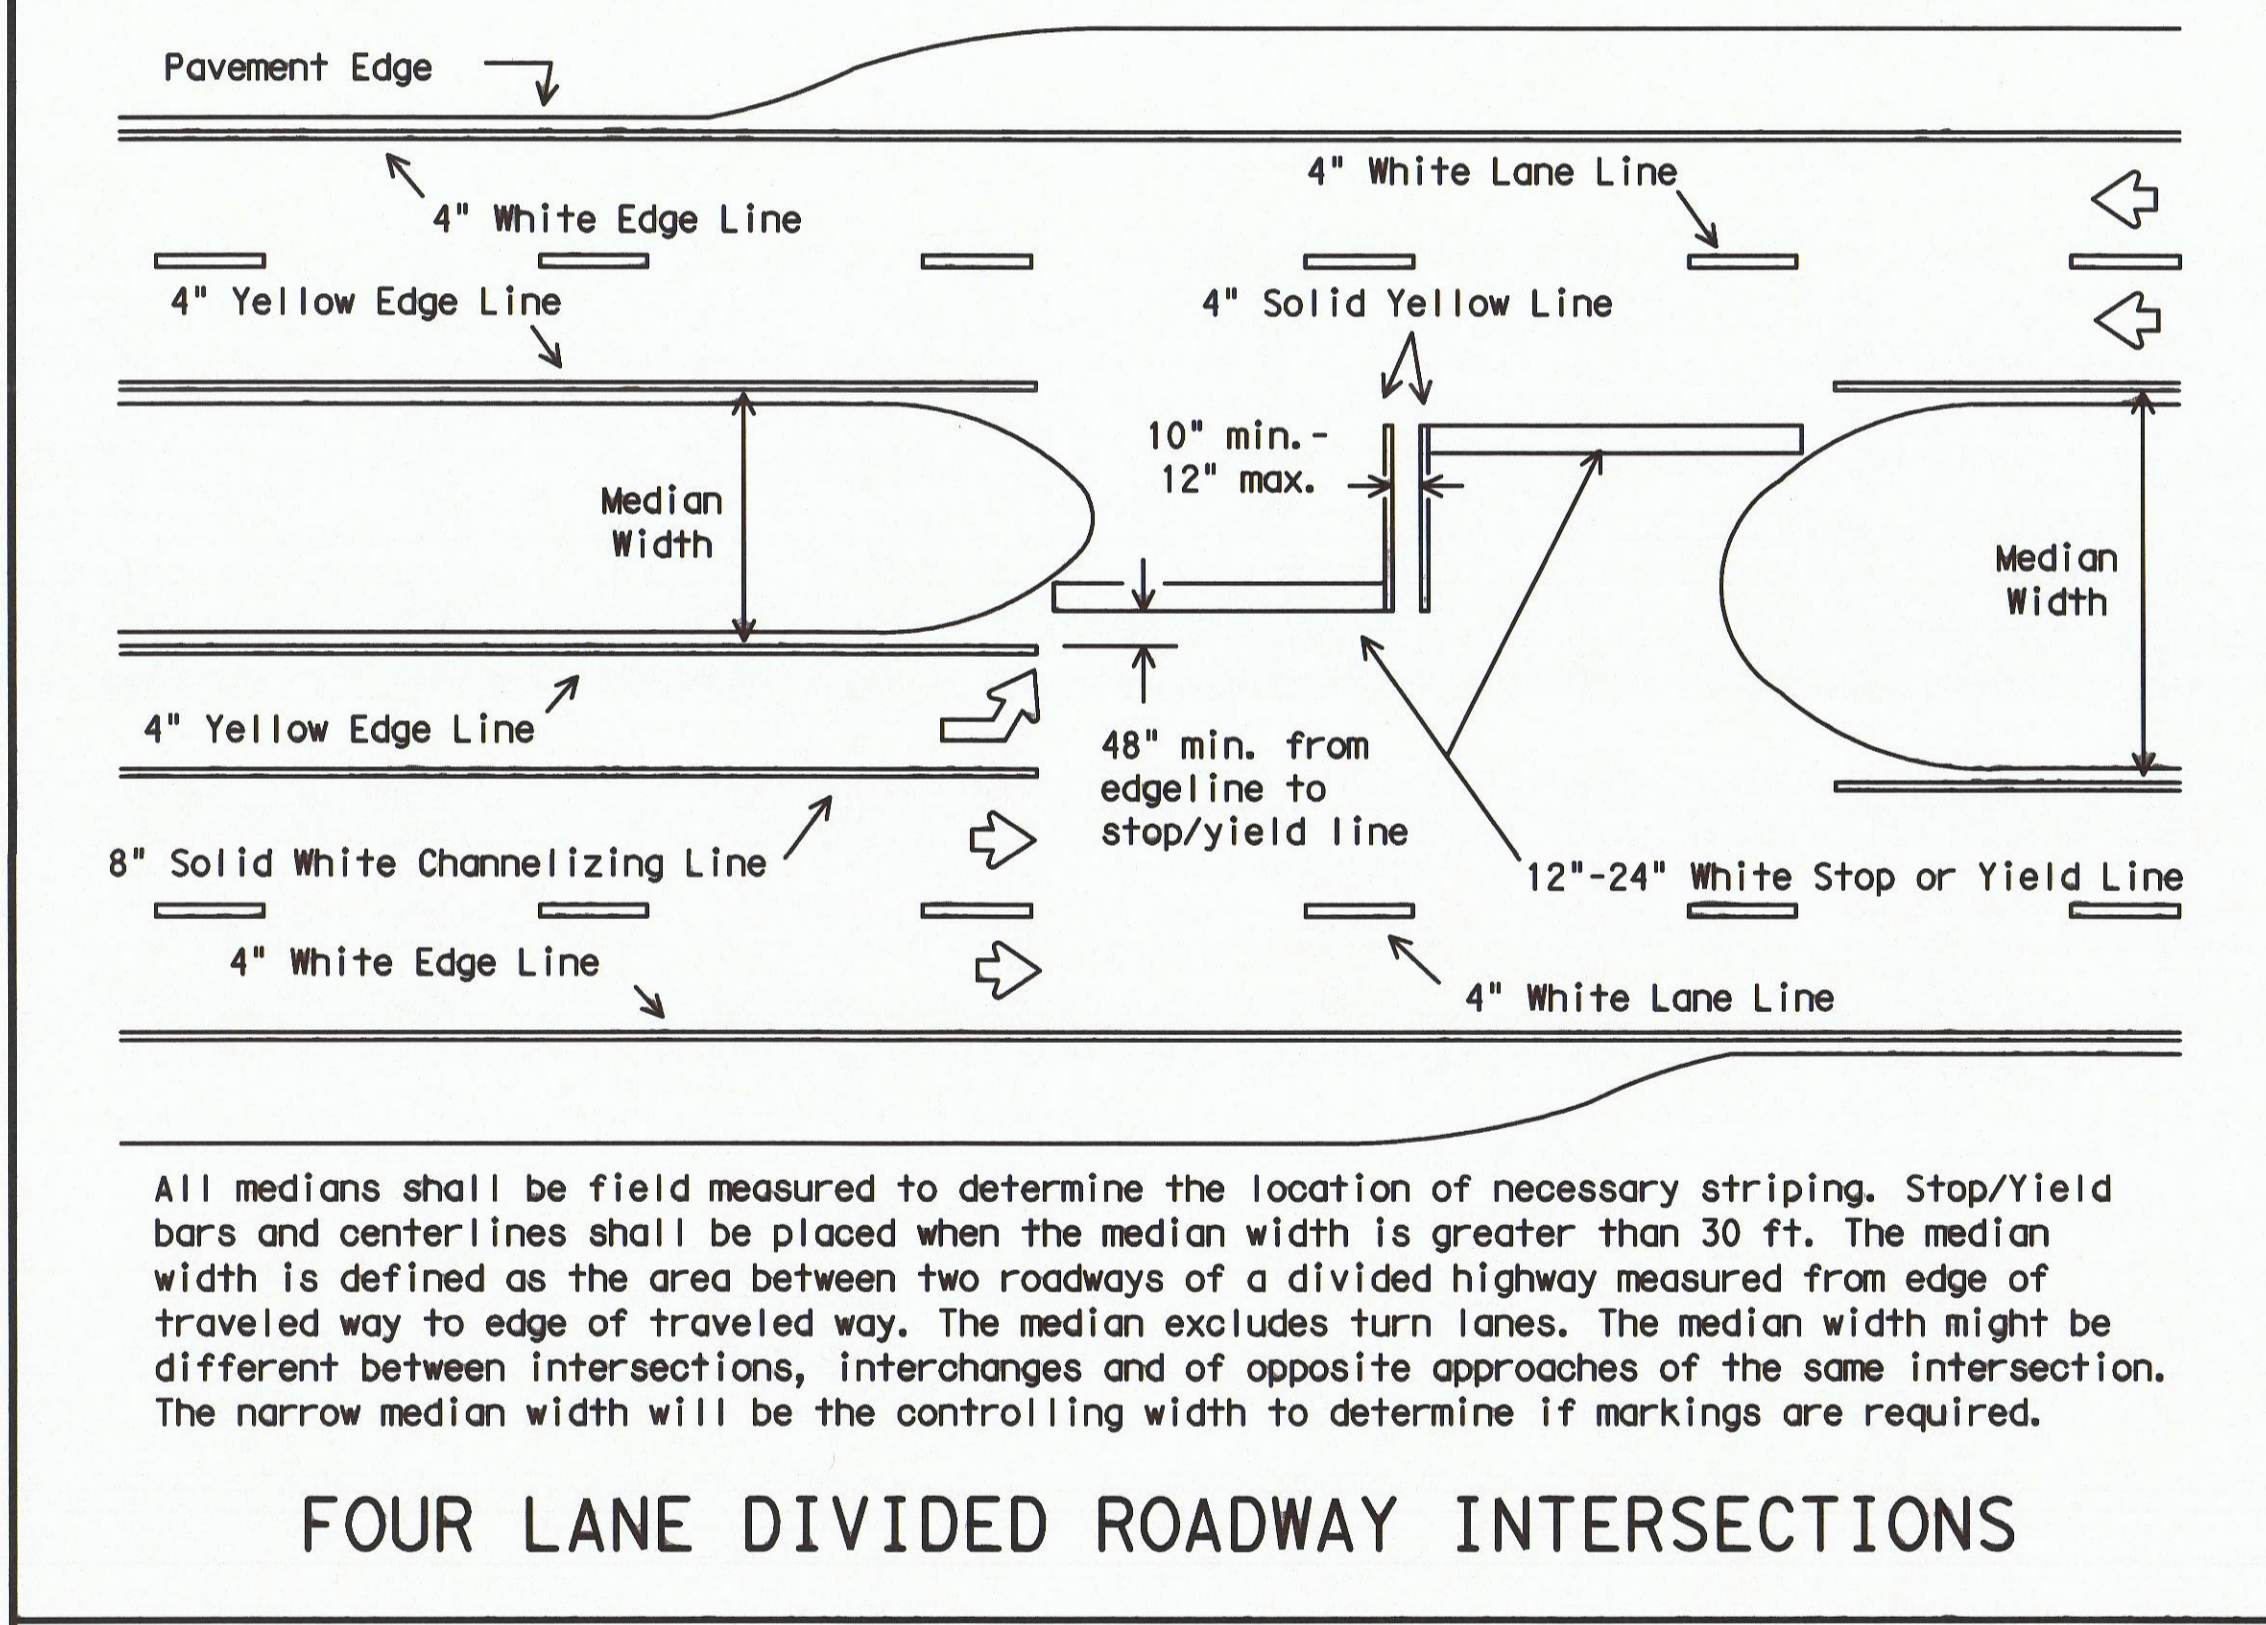 Pavement Edge
4" White Edge Line
4" White Lane Line
4" Yellow Edge Line
4" Solid Yellow Line
10" min.-
12" max.
Median
Width
Median
Width
4" Yellow Edge Line
48" min. from
edgeline to
stop/yield line
8" Solid White Channelizing Line
12"-24" White Stop or Yield Line
4" White Edge Line
4" White Lane Line
All medians shall be field measured to determine the location of necessary striping. Stop/Yield
bars and centerlines shall be placed when the median width is greater than 30 ft. The median
width is defined as the area between two roadways of a divided highway measured from edge of
traveled way to edge of traveled way. The median excludes turn lanes. The median width might be
different between intersections, interchanges and of opposite approaches of the same intersection.
The narrow median width will be the controlling width to determine if markings are required.
FOUR LANE DIVIDED ROADWAY INTERSECTIONS